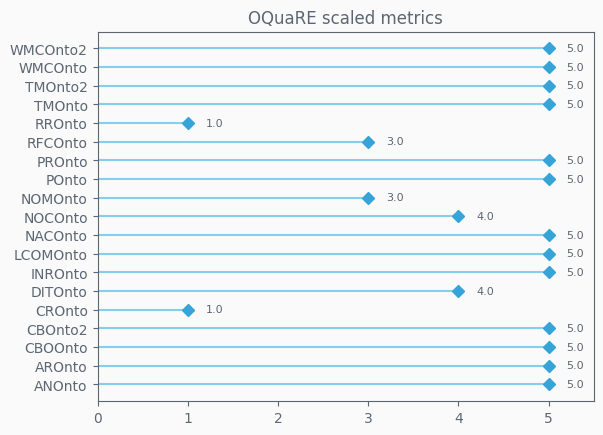 OQuaRE scaled metrics
WMCOnto2 5.0
WMCOnto 5.0
TMOnto2 5.0
TMOnto 5.0
RROnto 1.0
RFCOnto 3.0
PROnto 5.0
POnto 5.0
NOMOnto 3.0
NOCOnto 4.0
NACOnto 5.0
LCOMOnto 5.0
INROnto 5.0
DITOnto 4.0
CROnto 1.0
CBOnto2 5.0
CBOOnto 5.0
AROnto 5.0
ANOnto 5.0
0 1 2 3 4 5